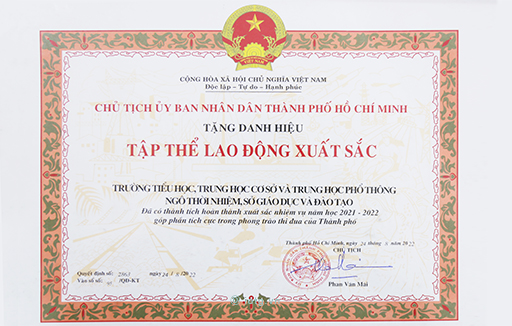 CỘNG HÒA XÃ HỘI CHỦ NGHĨA VIỆT NAM
Độc lập - Tự do - Hạnh phúc
CHỦ TỊCH ỦY BAN NHÂN DÂN THÀNH PHỐ HỒ CHÍ MINH
TẶNG DANH HIỆU
TẬP THỂ LAO ĐỘNG XUẤT SẮC
TRƯỜNG TIỂU HỌC, TRUNG HỌC CƠ SỞ VÀ TRUNG HỌC PHỔ THÔNG
NGÔ THỜI NHIỆM, SỞ GIÁO DỤC VÀ ĐÀO TẠO
Đã có thành tích hoàn thành xuất sắc nhiệm vụ năm học 2021 - 2022
góp phần tích cực trong phong trào thi đua của Thành phố
Thành phố Hồ Chí Minh, ngày 24 tháng 8 năm 2022
CHỦ TỊCH
Quyết định số: 2863 ngày 24/8/2022
Vào sổ số: /QĐ-KT
Phan Văn Mãi